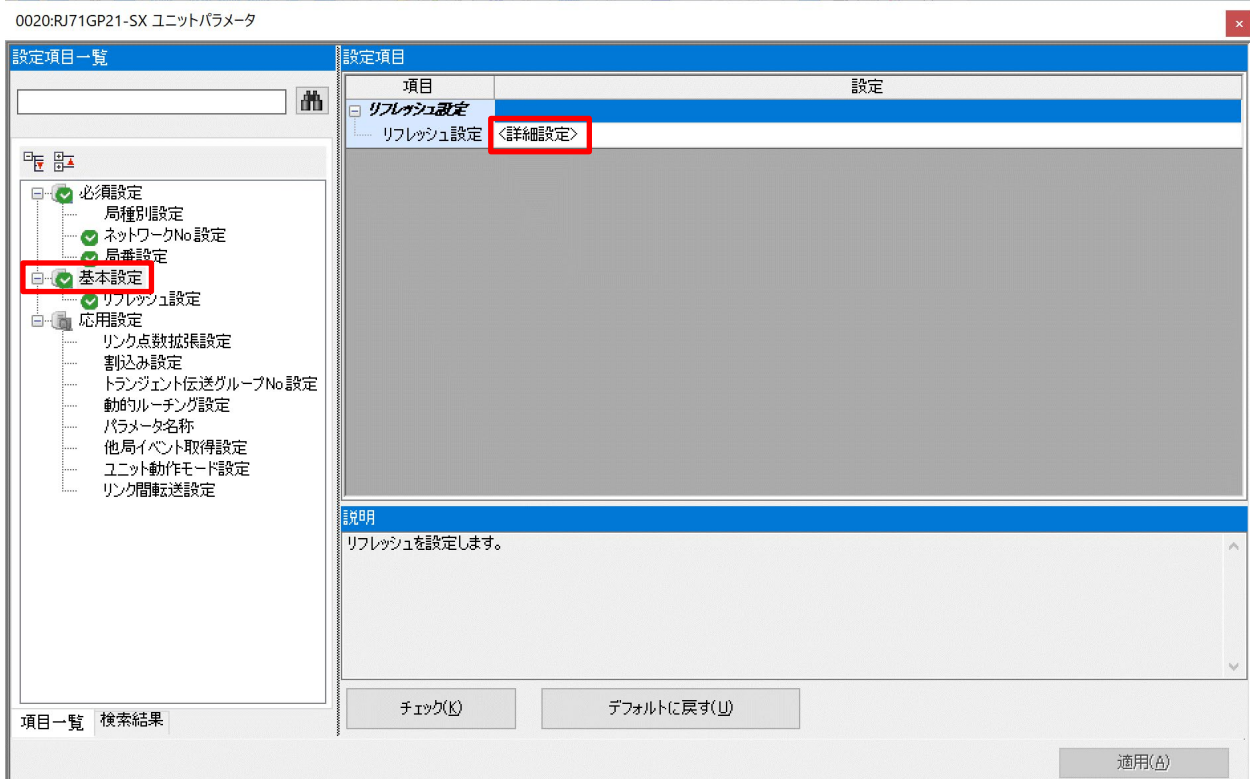 0020:RJ71GP21-SX ユニットパラメータ
設定項目一覧
必須設定
局種別設定
ネットワークNo設定
局番設定
基本設定
リフレッシュ設定
応用設定
リンク点数拡張設定
割込み設定
トランジェント伝送グループNo設定
動的ルーチング設定
パラメータ名称
他局イベント取得設定
ユニット動作モード設定
リンク間転送設定
項目一覧 検索結果
設定項目
項目 設定
リフレッシュ設定
リフレッシュ設定 <詳細設定>
説明
リフレッシュを設定します。
チェック(K) デフォルトに戻す(U)
適用(A)